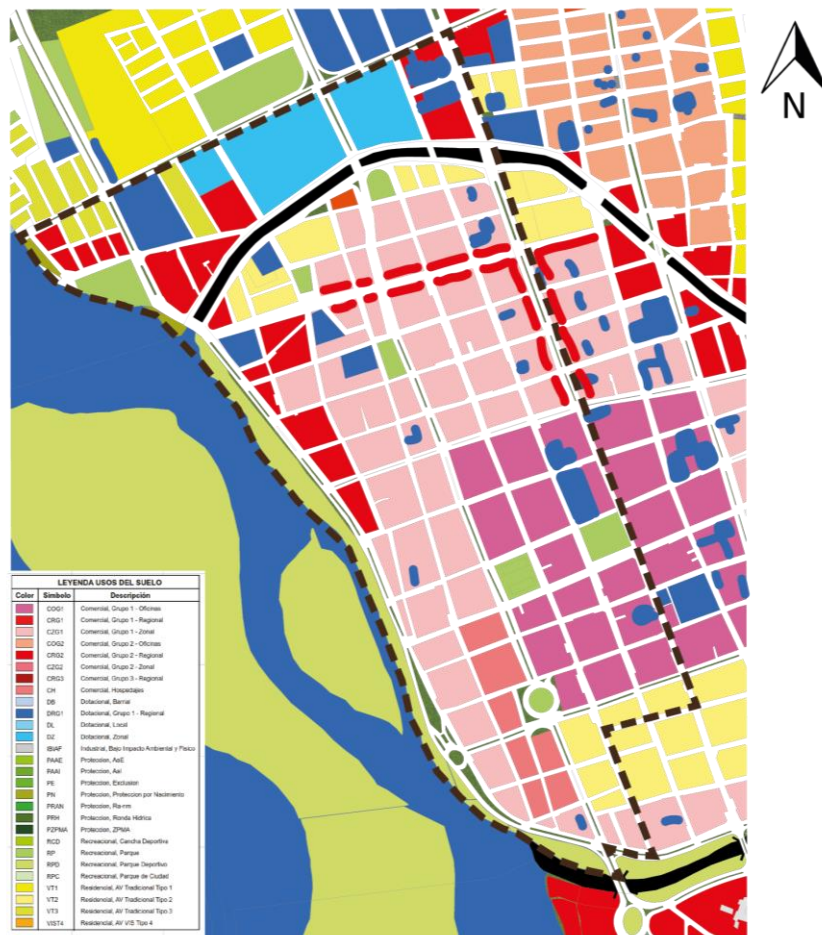 N
LEYENDA USOS DEL SUELO
Color Símbolo Descripción
COG1 Comercial, Grupo 1 - Oficinas
CRG1 Comercial, Grupo 1 - Regional
CZG1 Comercial, Grupo 1 - Zonal
COG2 Comercial, Grupo 2 - Oficinas
CRG2 Comercial, Grupo 2 - Regional
CZG2 Comercial, Grupo 2 - Zonal
CRG3 Comercial, Grupo 3 - Regional
CH Comercial, Hospedajes
DB Dotacional, Barrial
DRG1 Dotacional, Grupo 1 - Regional
DL Dotacional, Local
DZ Dotacional, Zonal
IBIAF Industrial, Bajo Impacto Ambiental y Fisico
PAAE Proteccion, AeE
PAAI Proteccion, Aei
PE Proteccion, Exclusion
PN Proteccion, Proteccion por Nacimiento
PRAN Proteccion, Ra-nm
PRH Proteccion, Ronda Hidrica
PZPMA Proteccion, ZPMA
RCD Recreacional, Cancha Deportiva
RP Recreacional, Parque
RPD Recreacional, Parque Deportivo
RPC Recreacional, Parque de Ciudad
VT1 Residencial, AV Tradicional Tipo 1
VT2 Residencial, AV Tradicional Tipo 2
VT3 Residencial, AV Tradicional Tipo 3
VIST4 Residencial, AV VIS Tipo 4